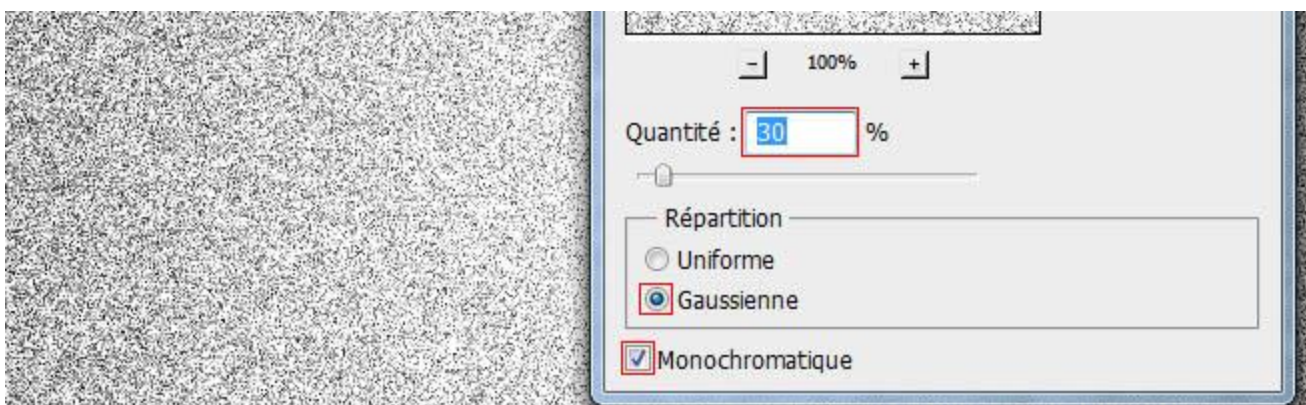 - 100% +
Quantité : 30 %
Répartition
Uniforme
Gaussienne
Monochromatique